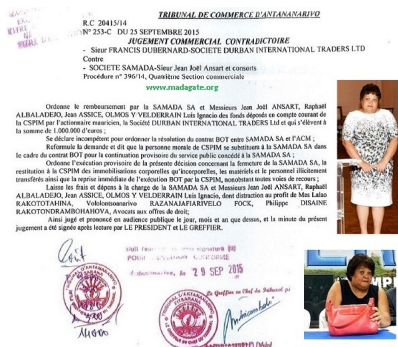 TRIBUNAL DE COMMERCE D'ANTANANARIVO
R.C 20415/14
N° 253-C DU 25 SEPTEMBRE 2015
JUGEMENT COMMERCIAL CONTRADICTOIRE
- Sieur FRANCIS DUBERNARD-SOCIETE DURBAN INTERNATIONAL TRADERS LTD
Contre
- SOCIETE SAMADA-Sieur Jean Joël Ansart et consorts
Procédure n° 396/14, Quatrième Section commerciale
www.madagate.org
Ordonne le remboursement par la SAMADA SA et Messieurs Jean Joël ANSART, Raphaël
ALBALADEJO, Jean ASSICE, OLMOS Y VELDERRAIN Luis Ignacio des fonds déposés en compte courant de
la CSPIM par l'actionnaire mauricien, la Société DURBAN INTERNATIONAL TRADERS Ltd et qui s'élèvent à
la somme de 1.000.000 d'euros ;
Se déclare incompétent pour ordonner la résolution du contrat BOT entre SAMADA SA et l'ACM ;
Reformule la demande et dit que la personne morale de CSPIM se substituera à la SAMADA SA dans
le cadre du contrat BOT pour la continuation provisoire du service public concédé à la SAMADA SA ;
Ordonne l'exécution provisoire de la présente décision concernant la fermeture de la SAMADA SA,
la restitution à la CSPIM des immobilisations corporelles qu'incorporelles, les matériels et le personnel illicitement
transférés ainsi que la reprise immédiate de l'exécution BOT par la CSPIM, nonobstant toutes voies de recours ;
Laisse les frais et dépens à la charge de la SAMADA SA et Messieurs Jean Joël ANSART, Raphaël
ALBALADEJO, Jean ASSICE, OLMOS Y VELDERRAIN Luis Ignacio, dont distraction au profit de Mes Lalao
RAKOTOTAHINA, Vololomoonarivo RAZANAJAFIARIVELO FOCK, Philippe DISAINE
RAKOTONDRAMBOHANOVA, Avocats aux offres de droit;
Ainsi jugé et prononcé en audience publique le jour, mois et an que dessus, et la minute du présent
jugement a été signée après lecture par LE PRESIDENT et LE GREFFIER.
29 SEP 2015
Le Greffier en Chef du Tribunal